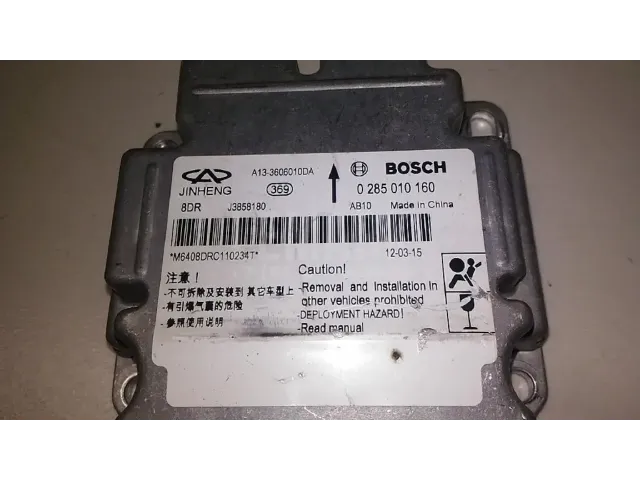 JINHENG
A13-3606010DA
369
BOSCH
0 285 010 160
8DR J3858180
AB10 Made in China
*M6408DRC110234T*
12-03-15
注意！
-不可拆除及安装到其它车型上
-有引爆气囊的危险
-参照使用说明
Caution!
-Removal and Installation in
other vehicles prohibited
-DEPLOYMENT HAZARD!
-Read manual